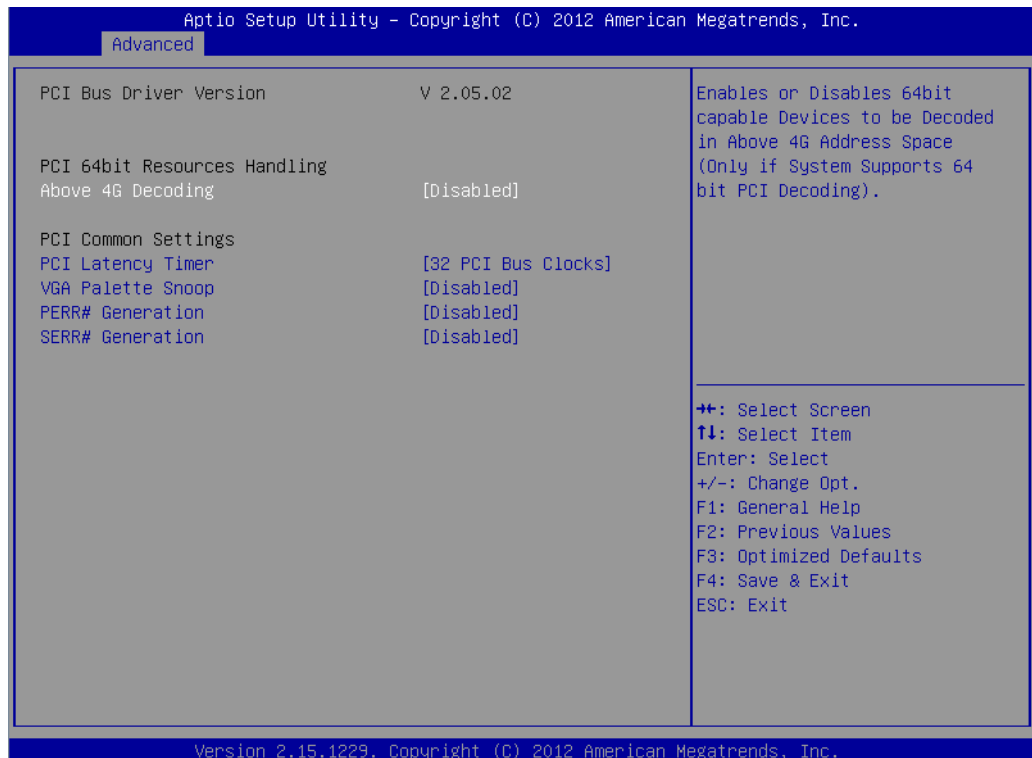 Aptio Setup Utility – Copyright (C) 2012 American Megatrends, Inc.
Advanced
PCI Bus Driver Version V 2.05.02
PCI 64bit Resources Handling
Above 4G Decoding [Disabled]
PCI Common Settings
PCI Latency Timer [32 PCI Bus Clocks]
VGA Palette Snoop [Disabled]
PERR# Generation [Disabled]
SERR# Generation [Disabled]
Enables or Disables 64bit
capable Devices to be Decoded
in Above 4G Address Space
(Only if System Supports 64
bit PCI Decoding).
→←: Select Screen
↑↓: Select Item
Enter: Select
+/-: Change Opt.
F1: General Help
F2: Previous Values
F3: Optimized Defaults
F4: Save & Exit
ESC: Exit
Version 2.15.1229. Copyright (C) 2012 American Megatrends, Inc.